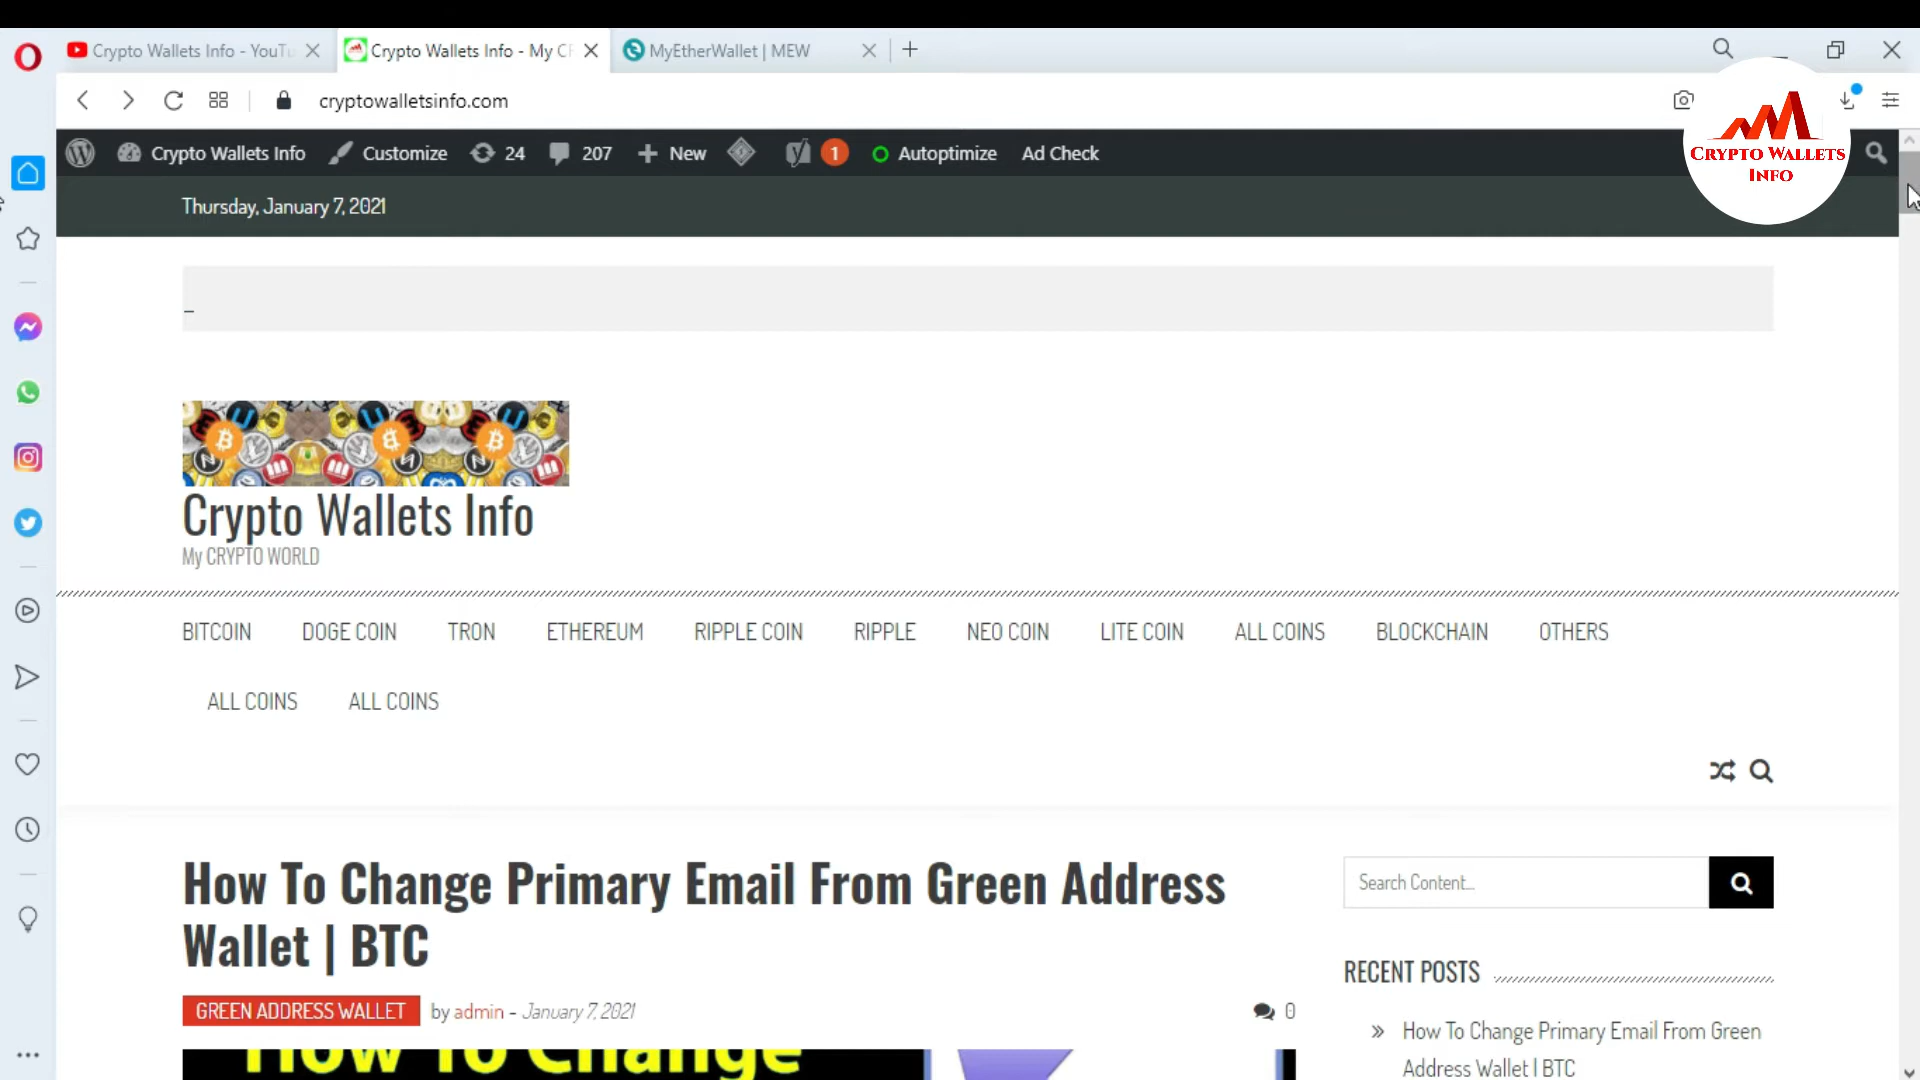 Crypto Wallets Info - YouTu
Crypto Wallets Info - My C
MyEtherWallet | MEW
cryptowalletsinfo.com
Crypto Wallets Info Customize 24 207 New 1 Autoptimize Ad Check
CRYPTO WALLETS
INFO
Thursday, January 7, 2021
Crypto Wallets Info
My CRYPTO WORLD
BITCOIN DOGE COIN TRON ETHEREUM RIPPLE COIN RIPPLE NEO COIN LITE COIN ALL COINS BLOCKCHAIN OTHERS
ALL COINS ALL COINS
How To Change Primary Email From Green Address
Wallet | BTC
GREEN ADDRESS WALLET by admin - January 7, 2021 0
How To Change
Search Content...
RECENT POSTS
» How To Change Primary Email From Green
Address Wallet | BTC